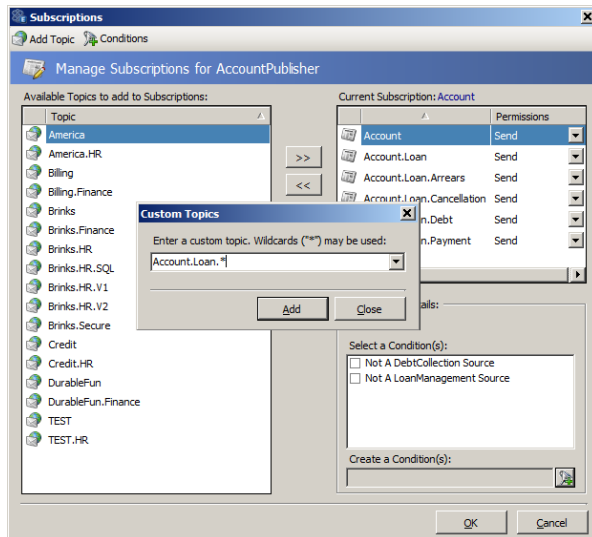 Subscriptions
Add Topic Conditions
Manage Subscriptions for AccountPublisher
Available Topics to add to Subscriptions:
Topic
America
America.HR
Billing
Billing.Finance
Brinks
Brinks.Finance
Brinks.HR
Brinks.HR.SQL
Brinks.HR.V1
Brinks.HR.V2
Brinks.Secure
Credit
Credit.HR
DurableFun
DurableFun.Finance
TEST
TEST.HR
>>
<<
Current Subscription: Account
Permissions
Account Send
Account.Loan Send
Account.Loan.Arrears Send
Account.Loan.Cancellation Send
n.Debt Send
n.Payment Send
Custom Topics
Enter a custom topic. Wildcards ("*") may be used:
Account.Loan.*
Add Close
ails:
Select a Condition(s):
Not A DebtCollection Source
Not A LoanManagement Source
Create a Condition(s):
OK Cancel